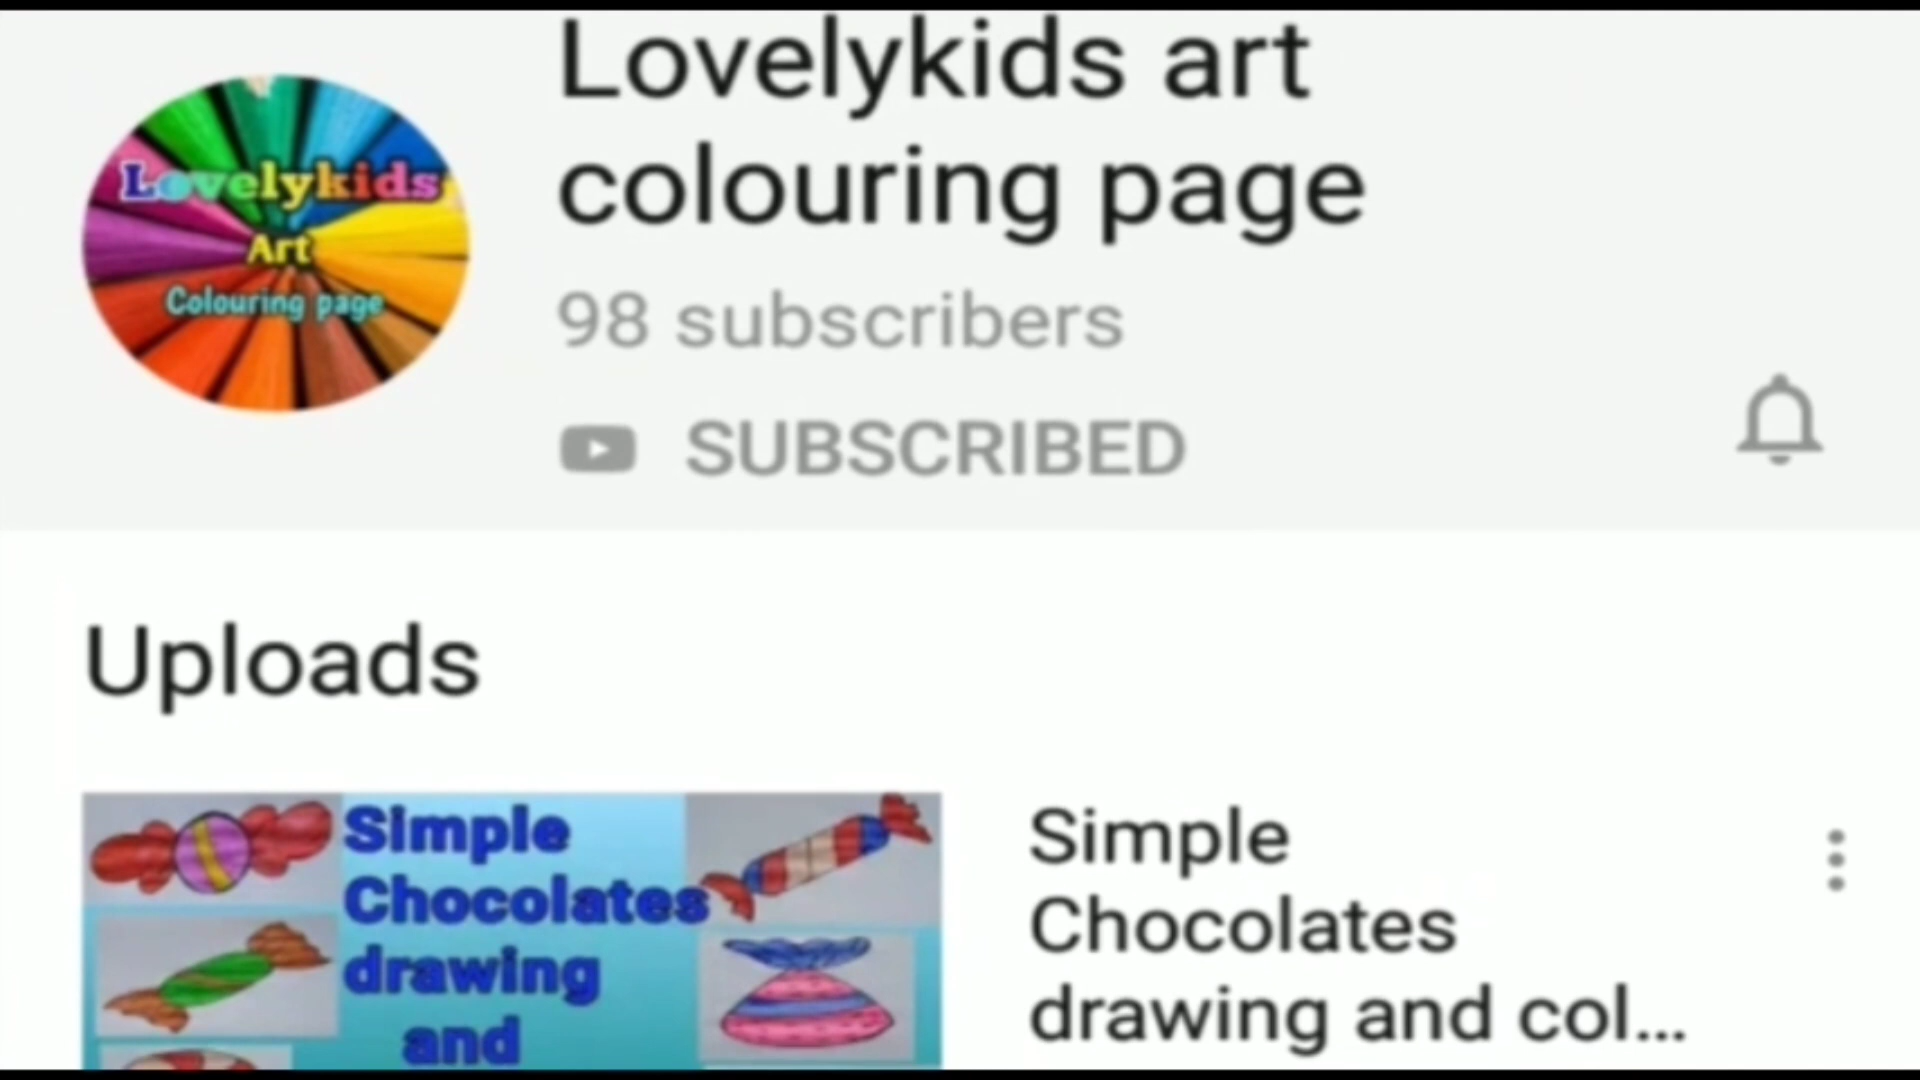 Lovelykids art
colouring page
Lovelykids
Art
Colouring page
98 subscribers
SUBSCRIBED
Uploads
Simple
Chocolates
drawing
and
Simple
Chocolates
drawing and col...